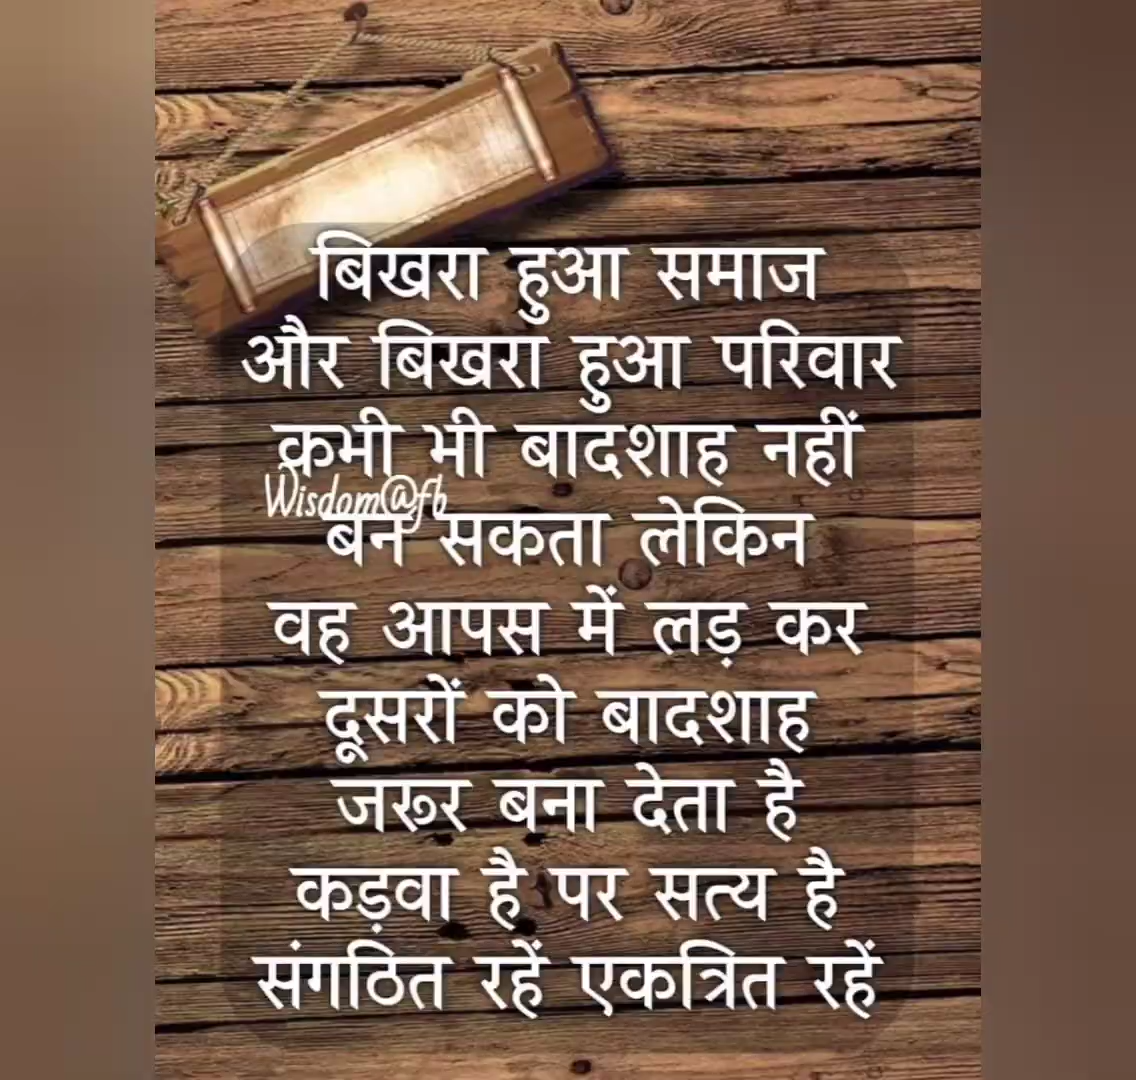 बिखरा हुआ समाज
और बिखरा हुआ परिवार
कभी भी बादशाह नहीं
Wisdom@fb
बन सकता लेकिन
वह आपस में लड़ कर
दूसरों को बादशाह
जरूर बना देता है
कड़वा है पर सत्य है
संगठित रहें एकत्रित रहें